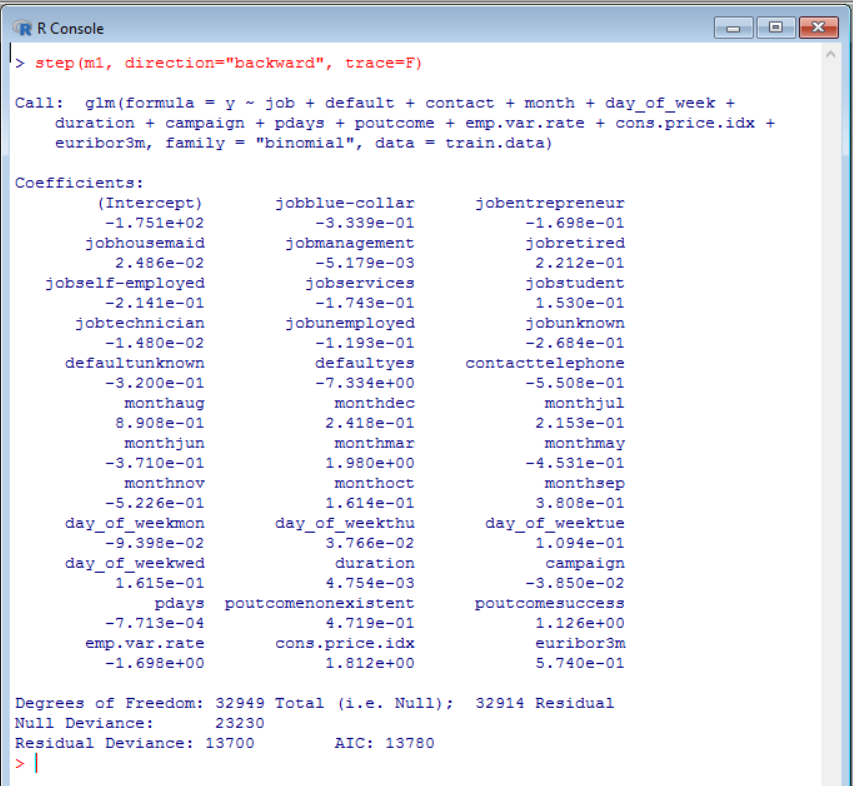 R Console
> step(m1, direction="backward", trace=F)
Call:  glm(formula = y ~ job + default + contact + month + day_of_week +
    duration + campaign + pdays + poutcome + emp.var.rate + cons.price.idx +
    euribor3m, family = "binomial", data = train.data)
Coefficients:
        (Intercept)       jobblue-collar      jobentrepreneur
         -1.751e+02           -3.339e-01           -1.698e-01
       jobhousemaid        jobmanagement           jobretired
          2.486e-02           -5.179e-03            2.212e-01
   jobself-employed          jobservices           jobstudent
         -2.141e-01           -1.743e-01            1.530e-01
      jobtechnician        jobunemployed           jobunknown
         -1.480e-02           -1.193e-01           -2.684e-01
     defaultunknown           defaultyes     contacttelephone
         -3.200e-01           -7.334e+00           -5.508e-01
           monthaug             monthdec             monthjul
          8.908e-01            2.418e-01            2.153e-01
           monthjun             monthmar             monthmay
         -3.710e-01            1.980e+00           -4.531e-01
           monthnov             monthoct             monthsep
         -5.226e-01            1.614e-01            3.808e-01
     day_of_weekmon       day_of_weekthu       day_of_weektue
         -9.398e-02            3.766e-02            1.094e-01
     day_of_weekwed             duration             campaign
          1.615e-01            4.754e-03           -3.850e-02
              pdays  poutcomenonexistent      poutcomesuccess
         -7.713e-04            4.719e-01            1.126e+00
       emp.var.rate       cons.price.idx            euribor3m
         -1.698e+00            1.812e+00            5.740e-01
Degrees of Freedom: 32949 Total (i.e. Null);  32914 Residual
Null Deviance:      23230
Residual Deviance: 13700        AIC: 13780
>